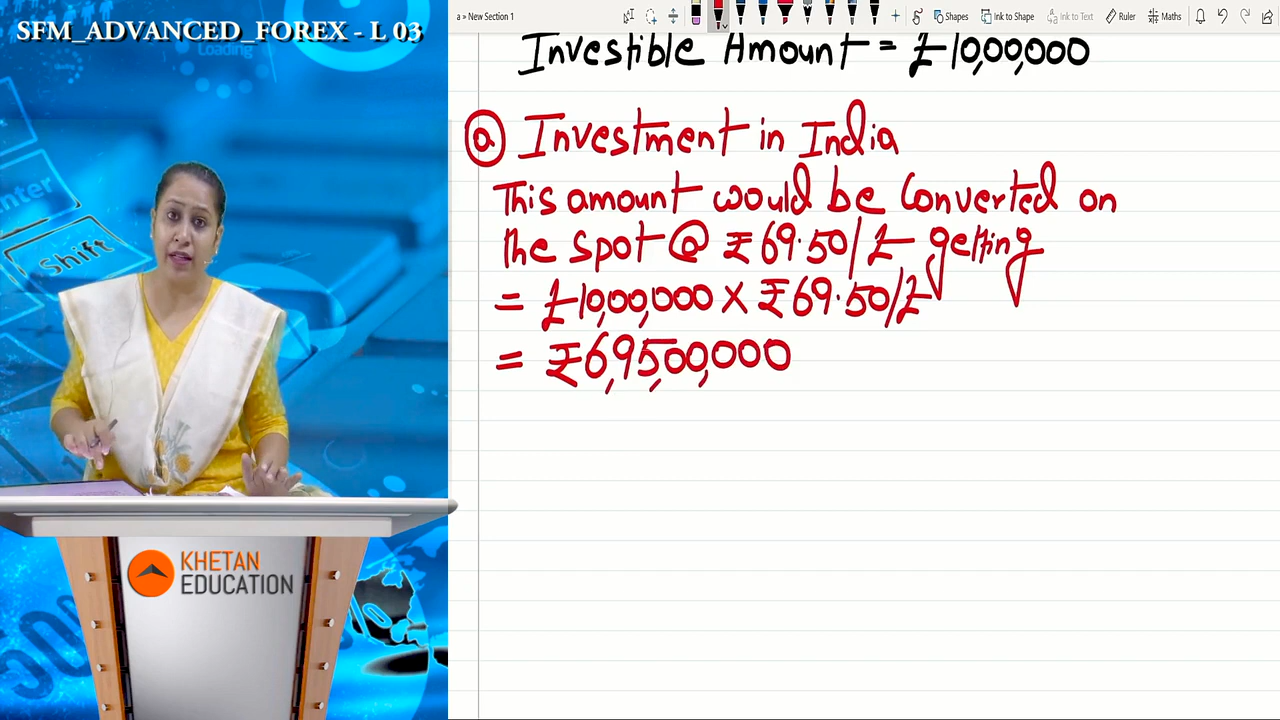 SFM_ADVANCED_FOREX - L 03
Loading
Shift
KHETAN
EDUCATION
a » New Section 1
Shapes
Ink to Shape
Ink to Text
Ruler
Maths
Investible Amount = £10,00,000
ⓐ Investment in India
This amount would be Converted on
the spot @ ₹69.50/£ getting
= £10,00,000 × ₹69.50/£
= ₹6,95,00,000